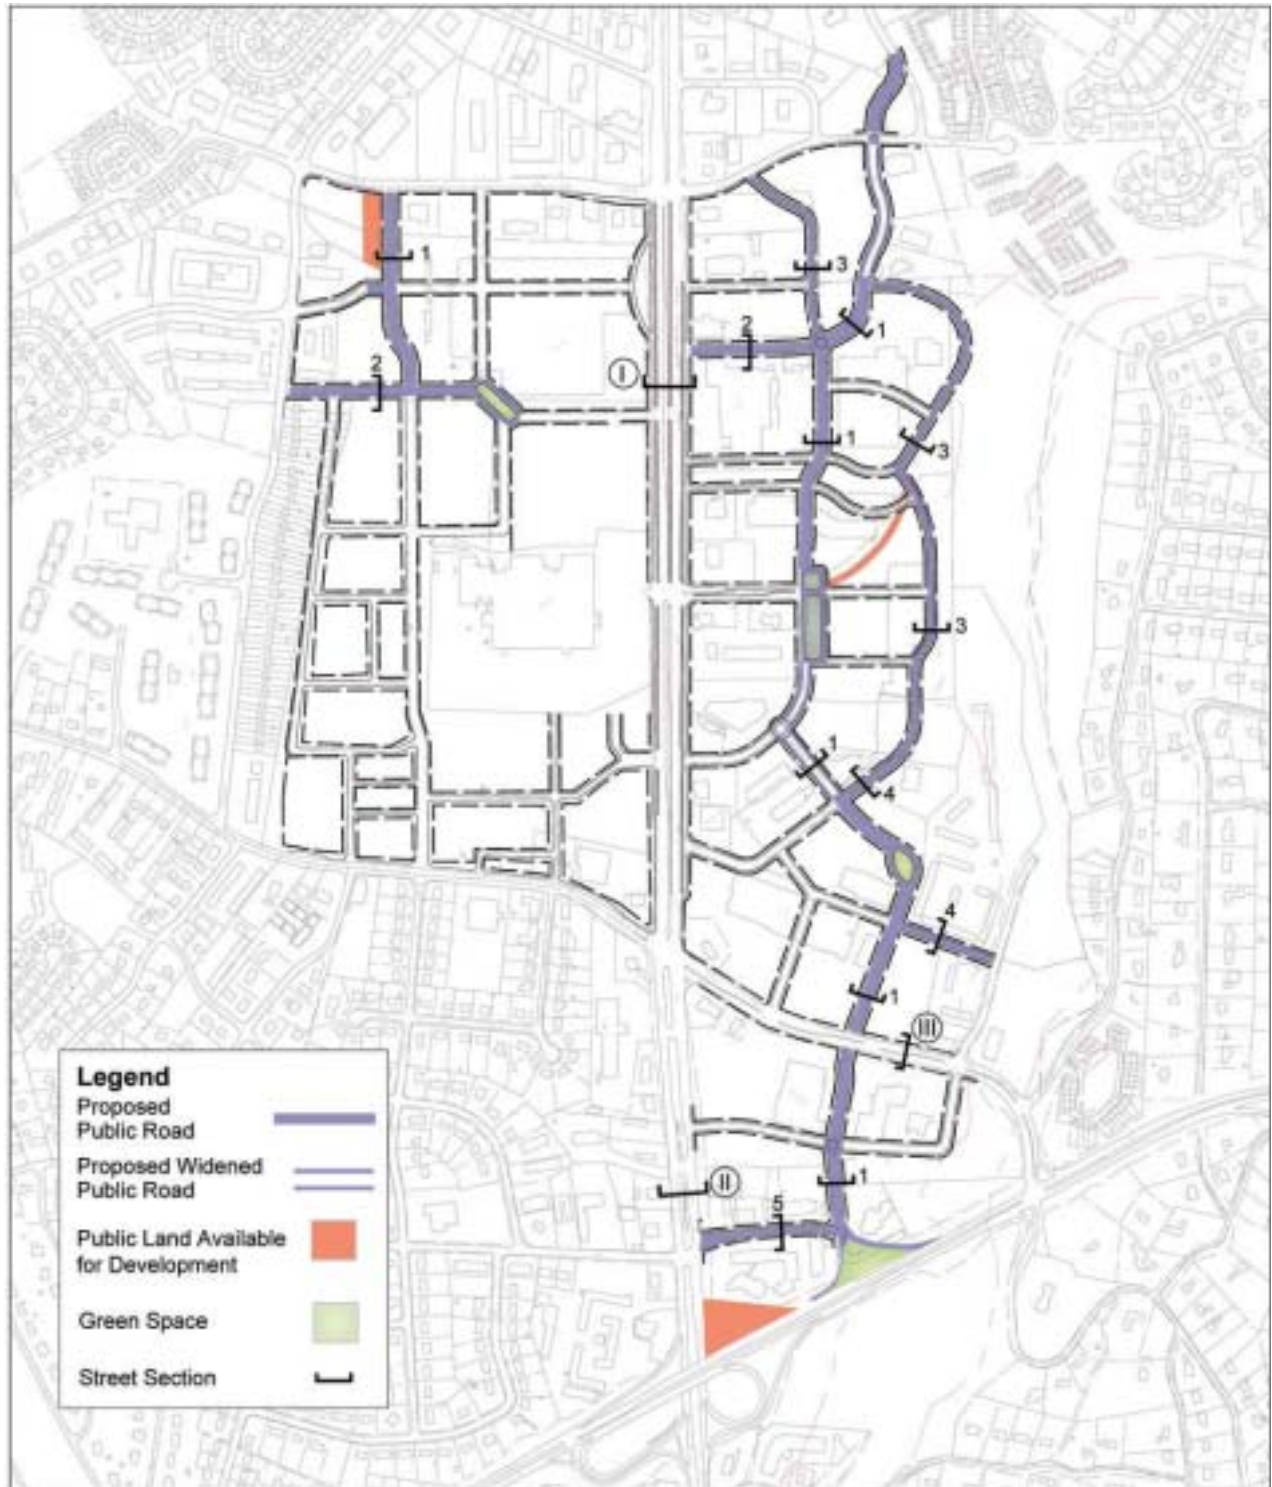 1
3
1
2
2
I
1
3
3
1
4
4
1
III
1
II
5
Legend
Proposed
Public Road
Proposed Widened
Public Road
Public Land Available
for Development
Green Space
Street Section